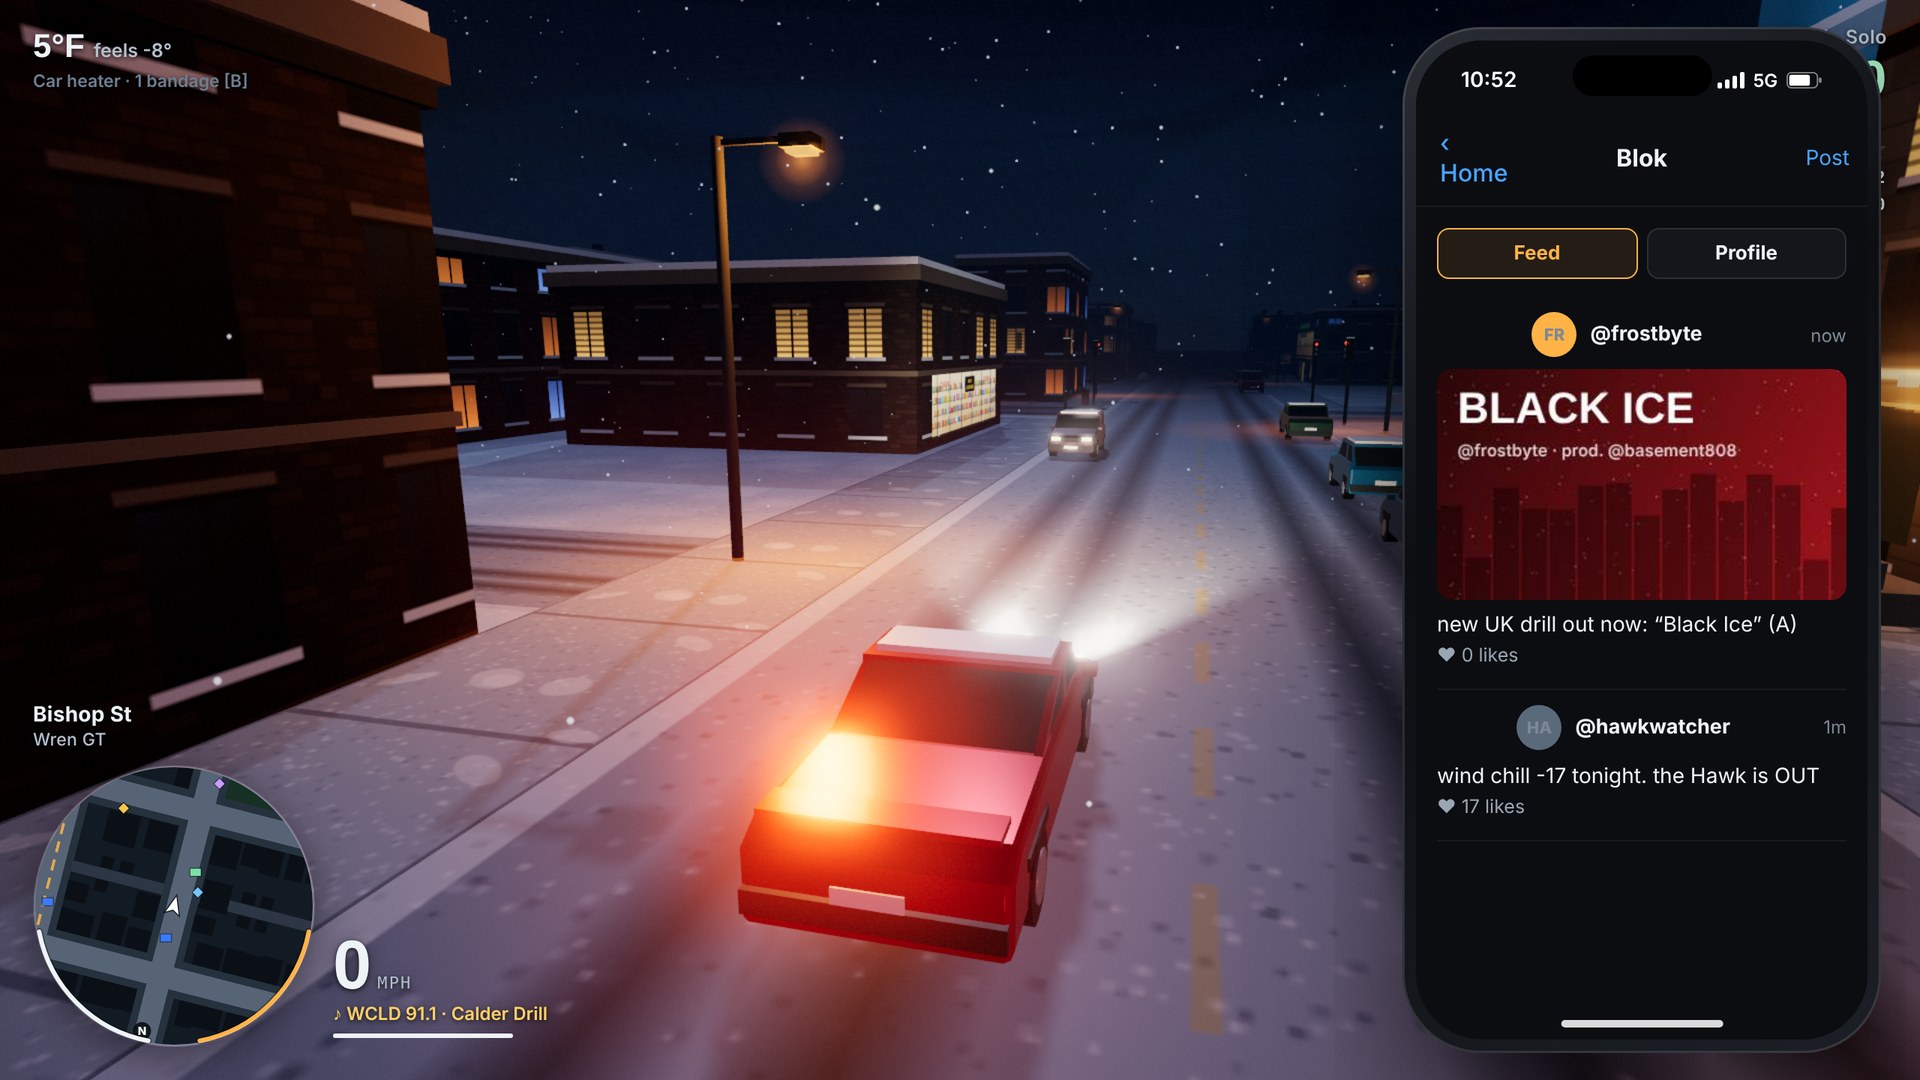 5°F feels -8°
Car heater · 1 bandage [B]
Solo
10:52
5G
‹
Home
Blok
Post
Feed
Profile
FR
@frostbyte
now
BLACK ICE
@frostbyte · prod. @basement808
new UK drill out now: “Black Ice” (A)
0 likes
HA
@hawkwatcher
1m
wind chill -17 tonight. the Hawk is OUT
17 likes
Bishop St
Wren GT
N
0 MPH
♪ WCLD 91.1 · Calder Drill